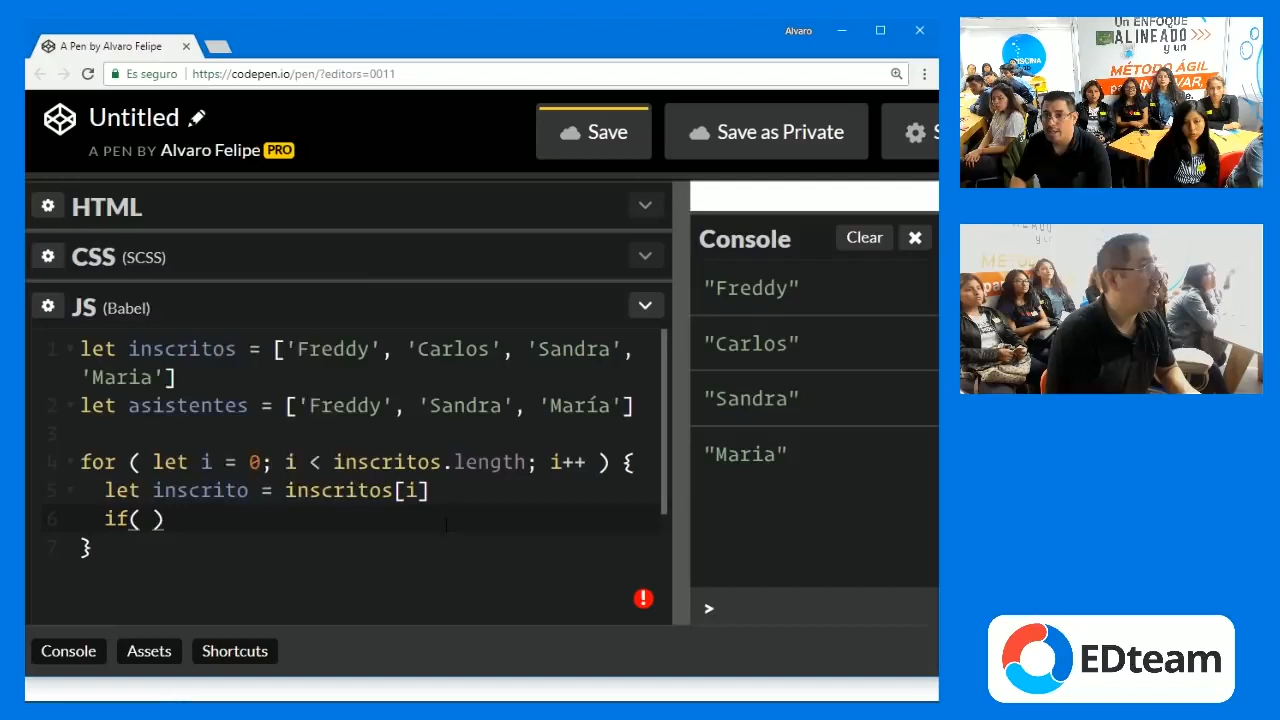 A Pen by Alvaro Felipe
Alvaro
Es seguro
https://codepen.io/pen/?editors=0011
Untitled
A PEN BY Alvaro Felipe PRO
Save
Save as Private
S
HTML
CSS (SCSS)
JS (Babel)
1 let inscritos = ['Freddy', 'Carlos', 'Sandra',
'Maria']
2 let asistentes = ['Freddy', 'Sandra', 'María']
3
4 for ( let i = 0; i < inscritos.length; i++ ) {
5 let inscrito = inscritos[i]
6 if( )
7 }
Console
Clear
"Freddy"
"Carlos"
"Sandra"
"Maria"
>
Console
Assets
Shortcuts
UN ENFOQUE
ALINEADO >>>
y un
MÉTODO ÁGIL
EDteam